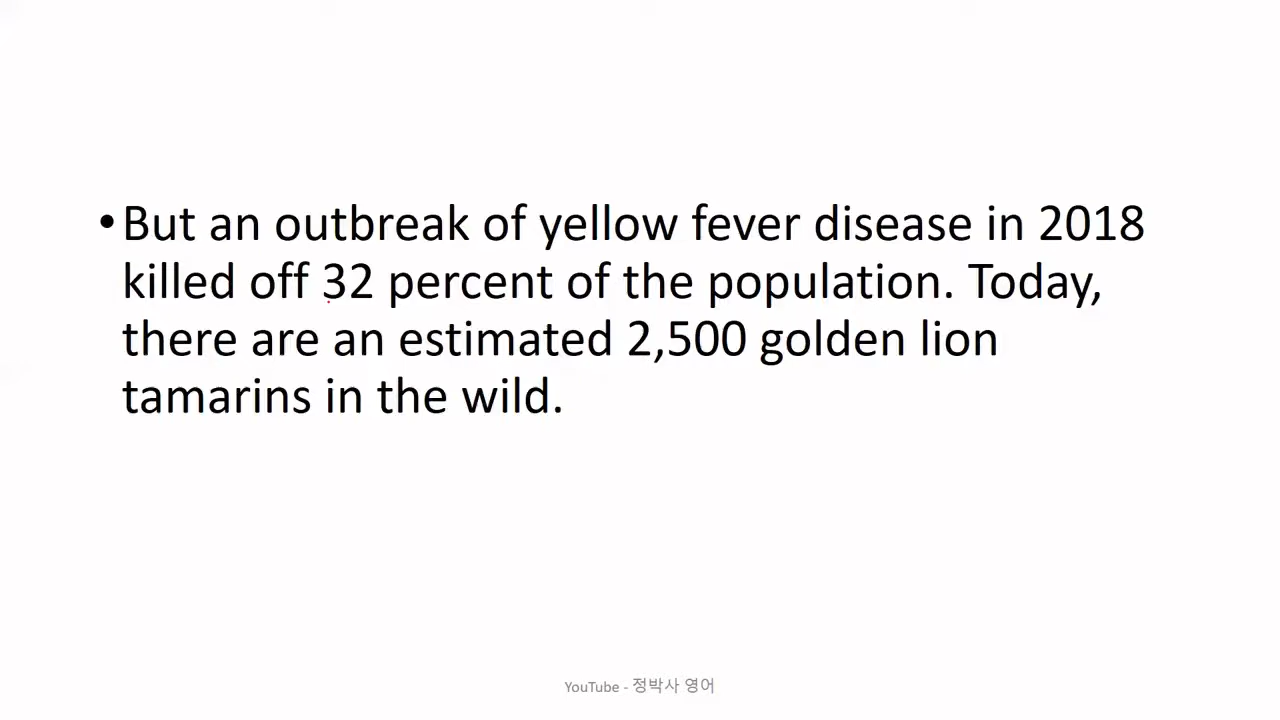 •But an outbreak of yellow fever disease in 2018
killed off 32 percent of the population. Today,
there are an estimated 2,500 golden lion
tamarins in the wild.
YouTube - 정박사 영어